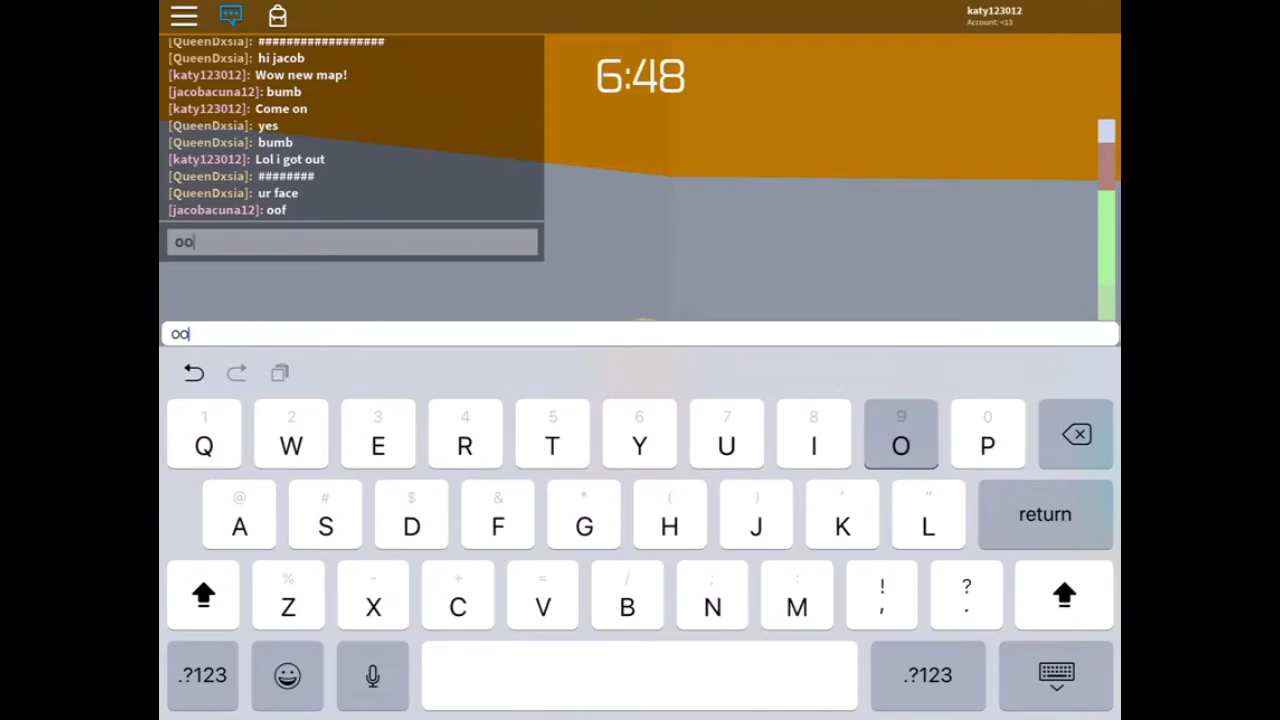 katy123012
Account: <13
6:48
[QueenDxsia]: ##################
[QueenDxsia]: hi jacob
[katy123012]: Wow new map!
[jacobacuna12]: bumb
[katy123012]: Come on
[QueenDxsia]: yes
[QueenDxsia]: bumb
[katy123012]: Lol i got out
[QueenDxsia]: ########
[QueenDxsia]: ur face
[jacobacuna12]: oof
oo
oo
1 2 3 4 5 6 7 8 9 0
Q W E R T Y U I O P
@ # $ & * ( ) ' "
A S D F G H J K L return
% - + = / ; : ! ?
Z X C V B N M , .
.?123 .?123